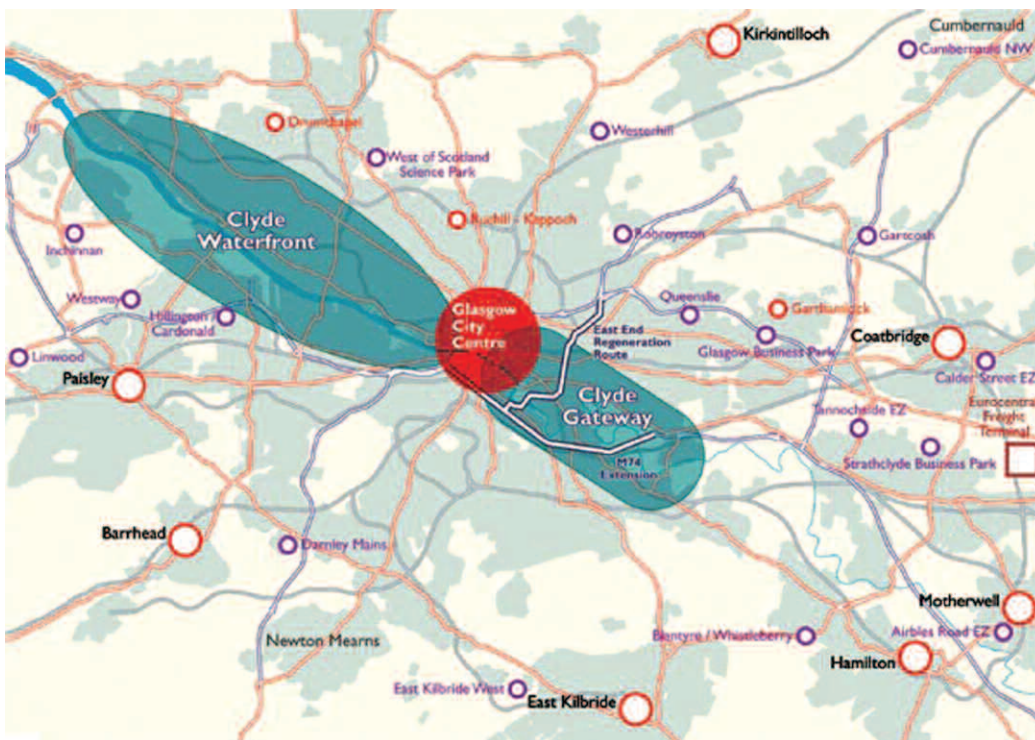 Cumbernauld
Kirkintilloch
Cumbernauld NW
Drumchapel
Westerhill
West of Scotland
Science Park
Ruchill - Keppoch
Clyde
Waterfront
Robroyston
Gartcosh
Inchinnan
Westway
Hillington /
Cardonald
Queenslie
Garthamlock
Glasgow
City
Centre
East End
Regeneration
Route
Glasgow Business Park
Coatbridge
Linwood
Paisley
Calder Street EZ
Clyde
Gateway
Tannochside EZ
Eurocentral
Freight
Terminal
Strathclyde Business Park
M74
Extension
Barrhead
Darnley Mains
Newton Mearns
Motherwell
Blantyre / Whistleberry
Airbles Road EZ
Hamilton
East Kilbride West
East Kilbride